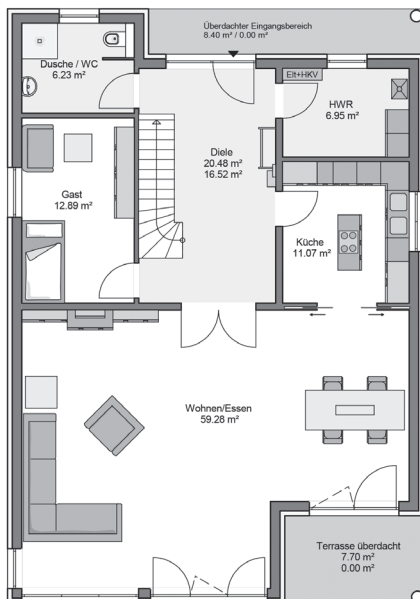 Überdachter Eingangsbereich
8.40 m² / 0.00 m²
Dusche / WC
6.23 m²
Elt+HKV
HWR
6.95 m²
Diele
20.48 m²
16.52 m²
Gast
12.89 m²
Küche
11.07 m²
Wohnen/Essen
59.28 m²
Terrasse überdacht
7.70 m²
0.00 m²